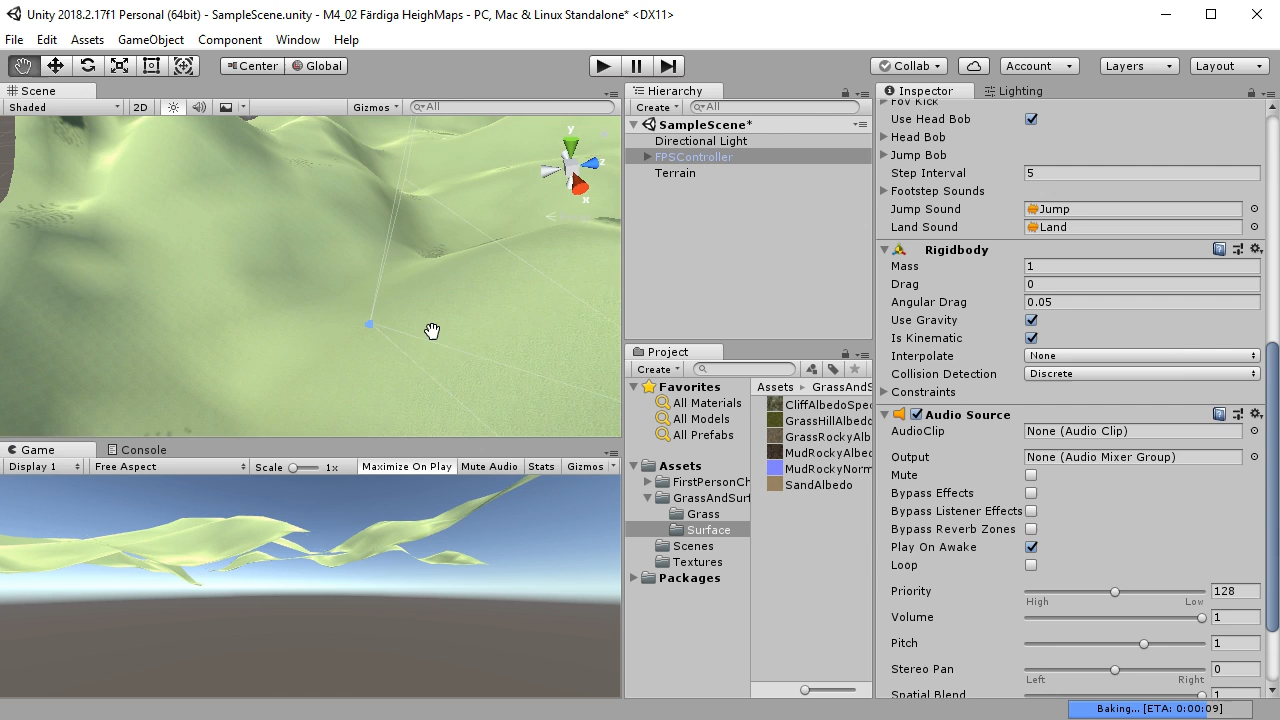 Unity 2018.2.17f1 Personal (64bit) - SampleScene.unity - M4_02 Färdiga HeighMaps - PC, Mac & Linux Standalone* <DX11>
File Edit Assets GameObject Component Window Help
Center Global Collab Account Layers Layout
Scene
Shaded 2D Gizmos All
y
z
x
Hierarchy
Create All
SampleScene*
Directional Light
FPSController
Terrain
Inspector Lighting
Fov Kick
Use Head Bob
Head Bob
Jump Bob
Step Interval 5
Footstep Sounds
Jump Sound Jump
Land Sound Land
Rigidbody
Mass 1
Drag 0
Angular Drag 0.05
Use Gravity
Is Kinematic
Interpolate None
Collision Detection Discrete
Constraints
Audio Source
AudioClip None (Audio Clip)
Output None (Audio Mixer Group)
Mute
Bypass Effects
Bypass Listener Effects
Bypass Reverb Zones
Play On Awake
Loop
Priority 128
High Low
Volume 1
Pitch 1
Stereo Pan 0
Left Right
Spatial Blend 1
Project
Create
Favorites
All Materials
All Models
All Prefabs
Assets
FirstPersonCh
GrassAndSurf
Grass
Surface
Scenes
Textures
Packages
Assets GrassAndS
CliffAlbedoSpec
GrassHillAlbedo
GrassRockyAlb
MudRockyAlbed
MudRockyNorm
SandAlbedo
Game Console
Display 1 Free Aspect Scale 1x Maximize On Play Mute Audio Stats Gizmos
Baking... [ETA: 0:00:09]